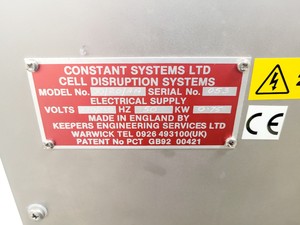 CONSTANT SYSTEMS LTD
CELL DISRUPTION SYSTEMS
MODEL No. SERIAL No.
ELECTRICAL SUPPLY
VOLTS HZ KW
MADE IN ENGLAND BY
KEEPERS ENGINEERING SERVICES LTD
WARWICK TEL 0926 493100(UK)
PATENT No PCT GB92 00421
CE